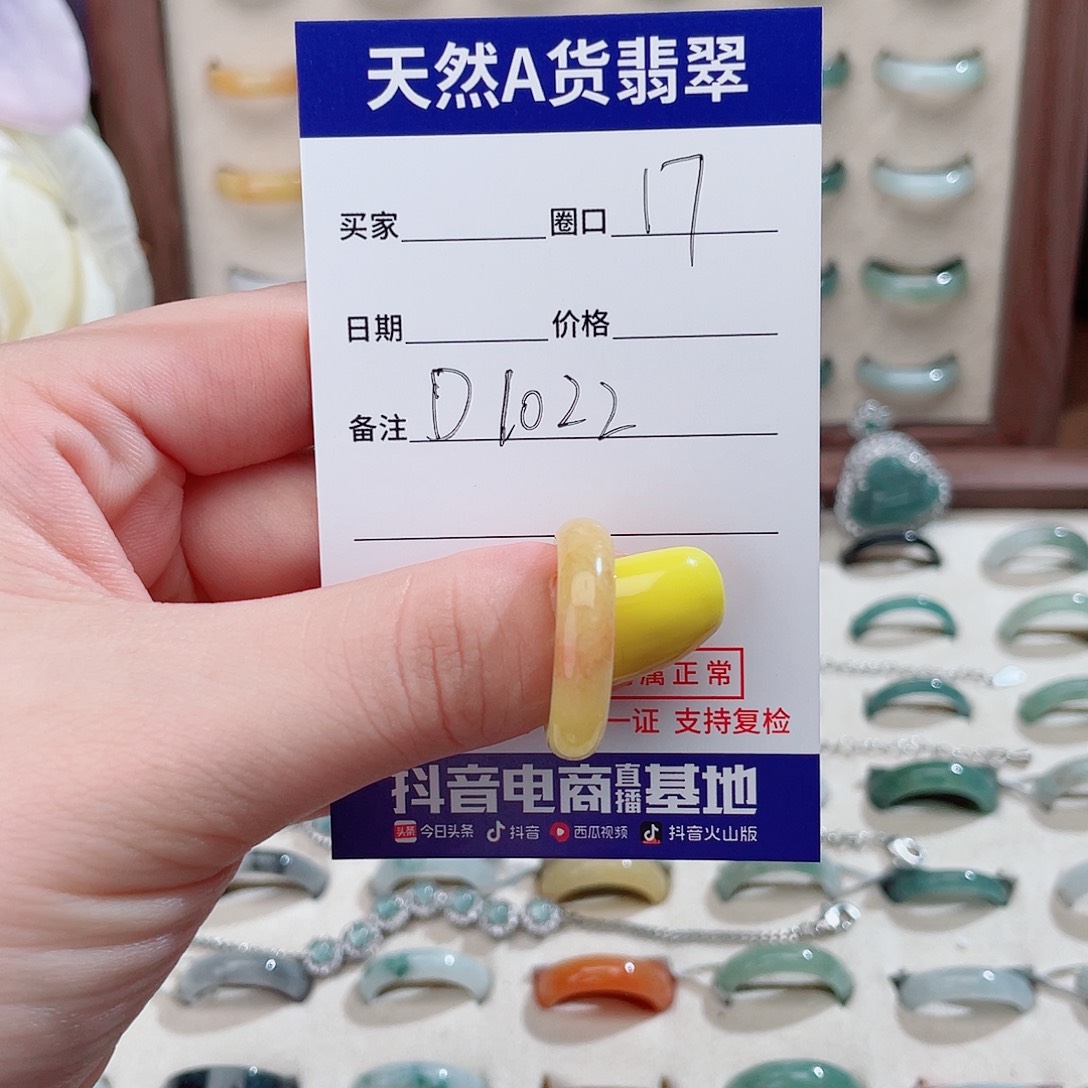 天然A货翡翠
买家 圈口 17
日期 价格
备注 D1022
属正常
一证 支持复检
抖音电商直播基地
头条 今日头条 抖音 西瓜视频 抖音火山版